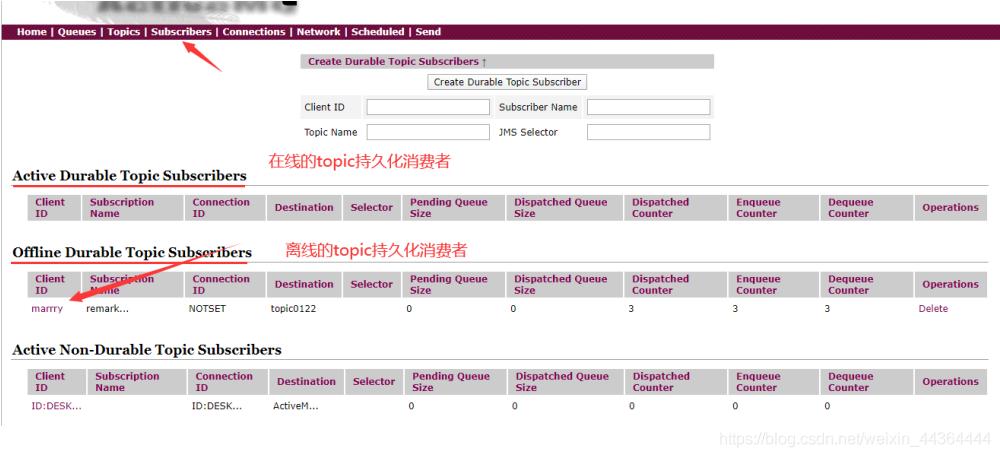 Home | Queues | Topics | Subscribers | Connections | Network | Scheduled | Send
Create Durable Topic Subscribers ↑
Create Durable Topic Subscriber
Client ID Subscriber Name
Topic Name JMS Selector
在线的topic持久化消费者
Active Durable Topic Subscribers
Client ID Subscription Name Connection ID Destination Selector Pending Queue Size Dispatched Queue Size Dispatched Counter Enqueue Counter Dequeue Counter Operations
离线的topic持久化消费者
Offline Durable Topic Subscribers
Client ID Subscription Name Connection ID Destination Selector Pending Queue Size Dispatched Queue Size Dispatched Counter Enqueue Counter Dequeue Counter Operations
marrry remark... NOTSET topic0122 0 0 3 3 3 Delete
Active Non-Durable Topic Subscribers
Client ID Subscription Name Connection ID Destination Selector Pending Queue Size Dispatched Queue Size Dispatched Counter Enqueue Counter Dequeue Counter Operations
ID:DESK... ID:DESK... ActiveM... 0 0 0 0 0
https://blog.csdn.net/weixin_44364444